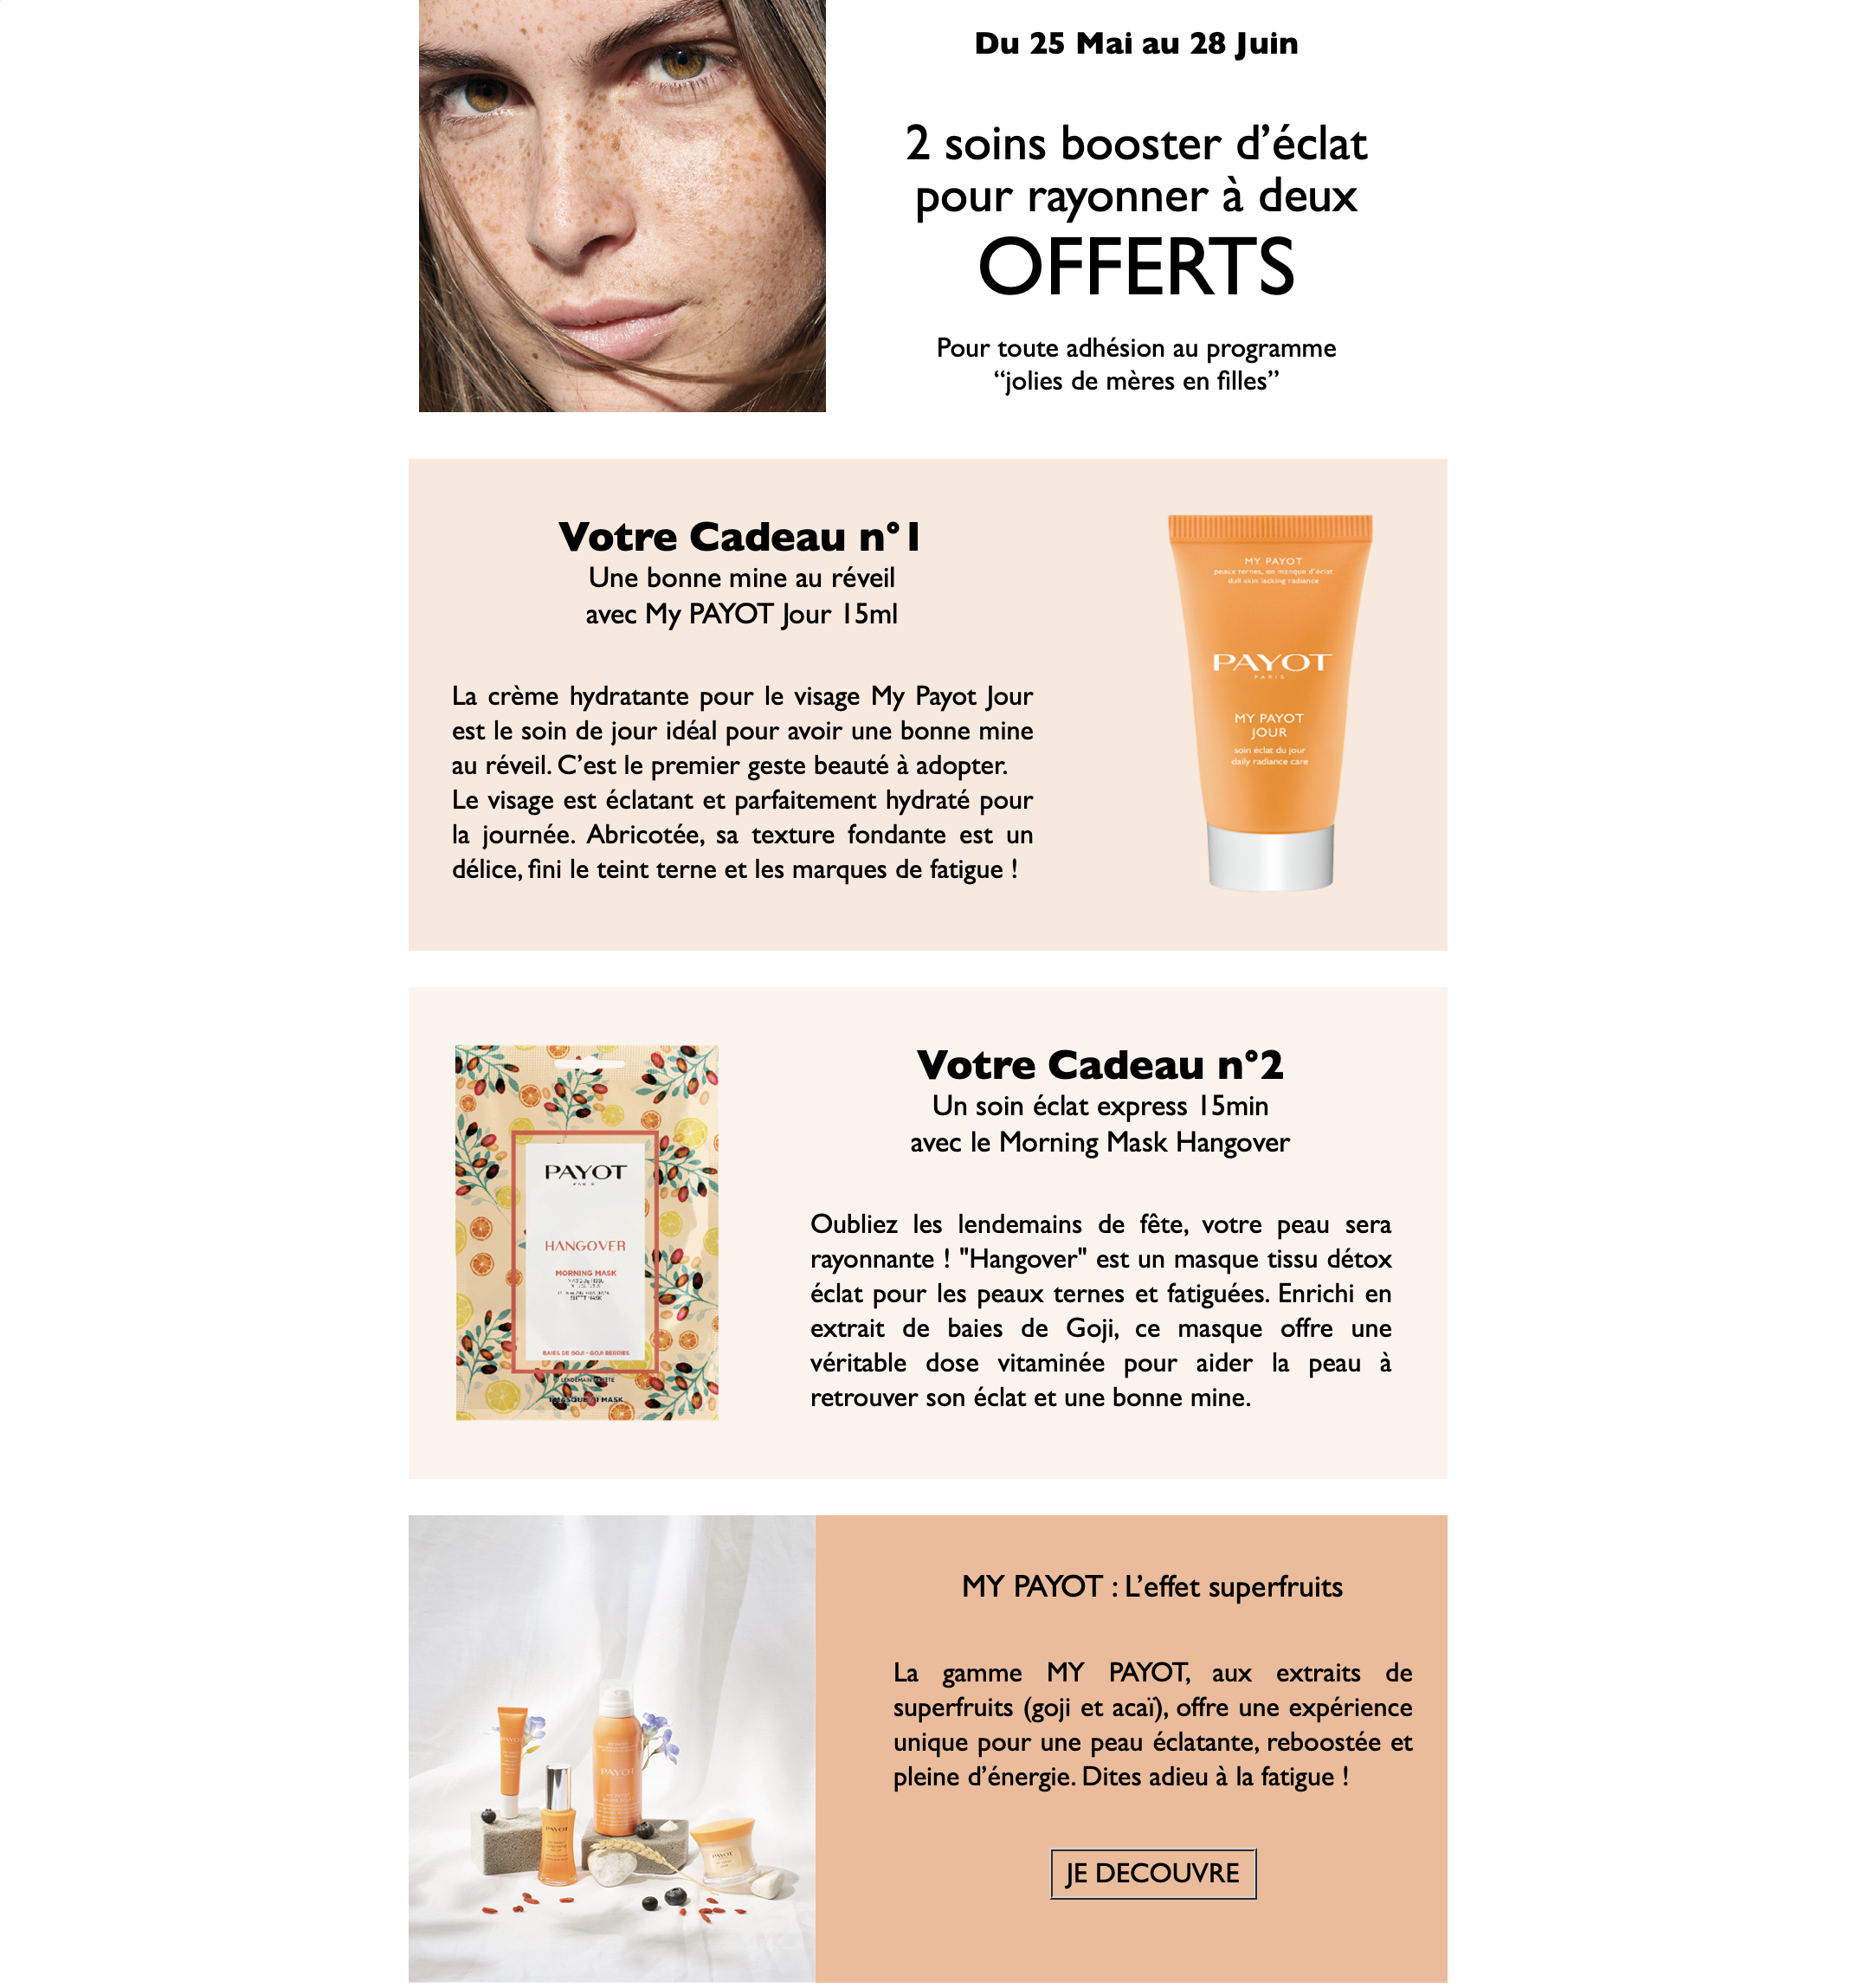 Du 25 Mai au 28 Juin
2 soins booster d’éclat
pour rayonner à deux
OFFERTS
Pour toute adhésion au programme
“jolies de mères en filles”
Votre Cadeau n°1
Une bonne mine au réveil
avec My PAYOT Jour 15ml
La crème hydratante pour le visage My Payot Jour
est le soin de jour idéal pour avoir une bonne mine
au réveil. C’est le premier geste beauté à adopter.
Le visage est éclatant et parfaitement hydraté pour
la journée. Abricotée, sa texture fondante est un
délice, fini le teint terne et les marques de fatigue !
MY PAYOT
peaux ternes, en manque d'éclat
dull skin lacking radiance
PAYOT
PARIS
MY PAYOT
JOUR
soin éclat du jour
daily radiance care
PAYOT
PARIS
HANGOVER
MORNING MASK
SHEET MASK
BAIES DE GOJI - GOJI BERRIES
Votre Cadeau n°2
Un soin éclat express 15min
avec le Morning Mask Hangover
Oubliez les lendemains de fête, votre peau sera
rayonnante ! "Hangover" est un masque tissu détox
éclat pour les peaux ternes et fatiguées. Enrichi en
extrait de baies de Goji, ce masque offre une
véritable dose vitaminée pour aider la peau à
retrouver son éclat et une bonne mine.
PAYOT
PAYOT
PAYOT
PAYOT
MY PAYOT : L’effet superfruits
La gamme MY PAYOT, aux extraits de
superfruits (goji et acaï), offre une expérience
unique pour une peau éclatante, reboostée et
pleine d’énergie. Dites adieu à la fatigue !
JE DECOUVRE